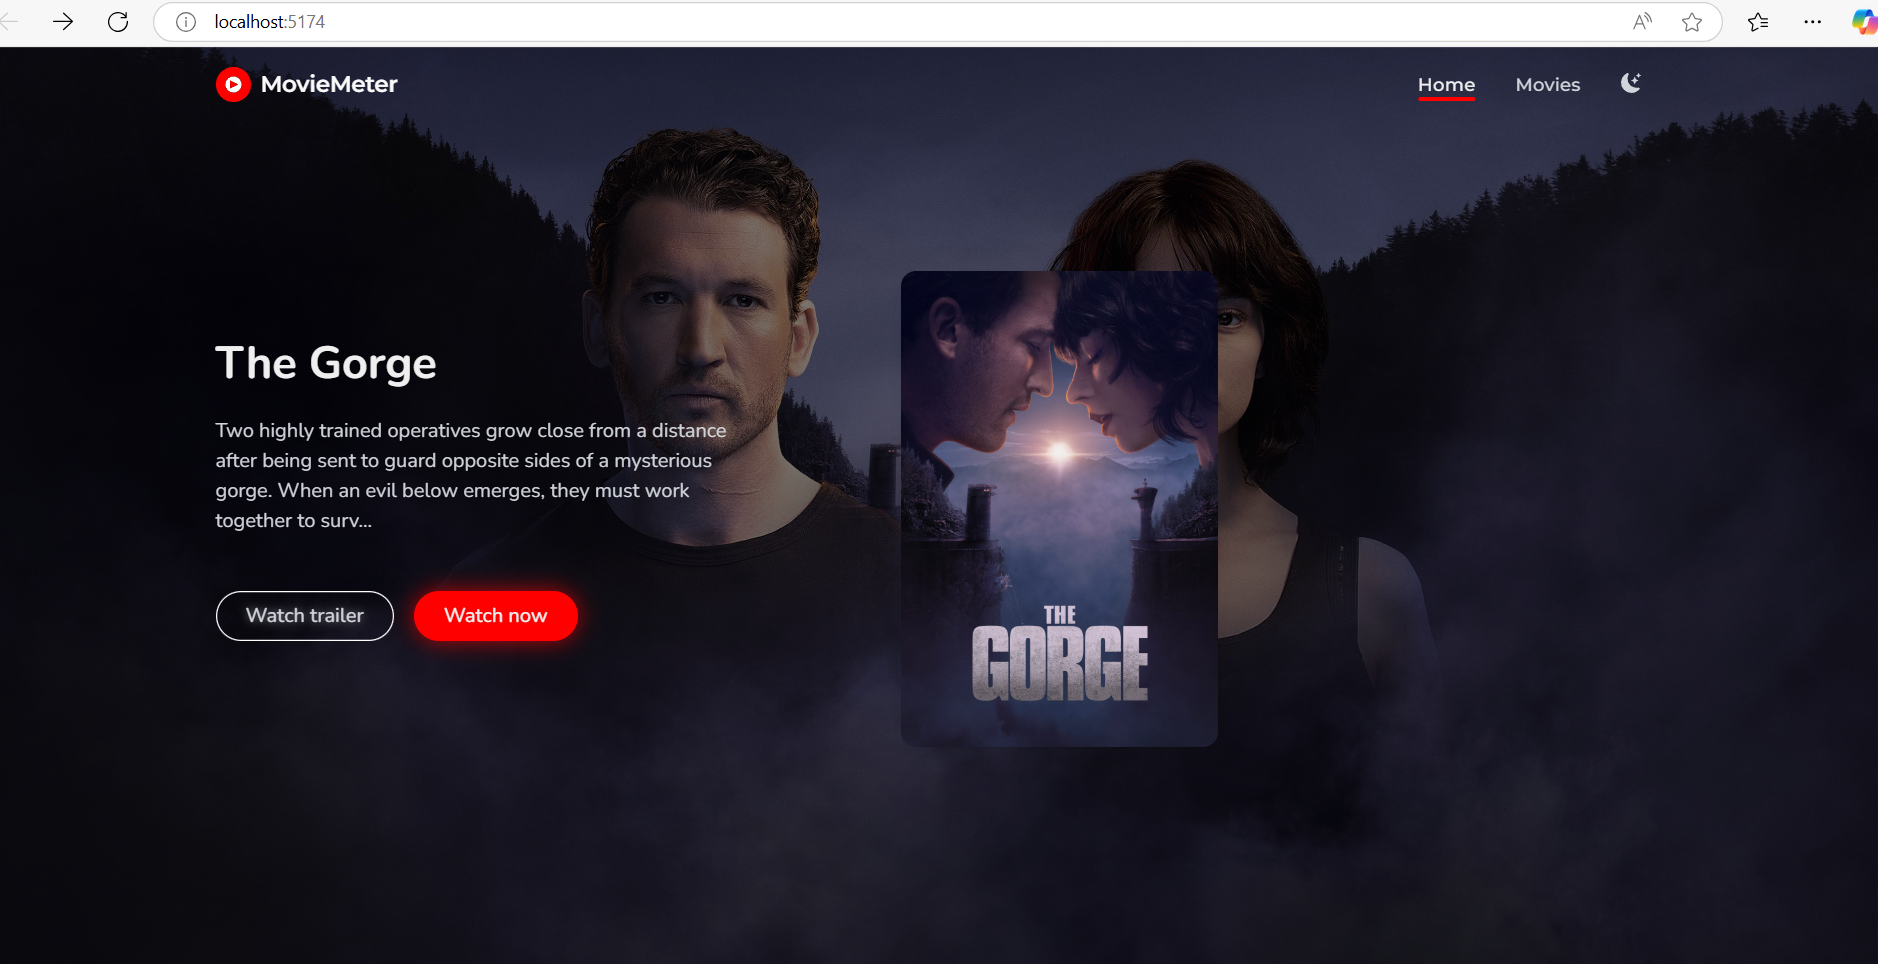 localhost:5174
MovieMeter
Home
Movies
The Gorge
Two highly trained operatives grow close from a distance
after being sent to guard opposite sides of a mysterious
gorge. When an evil below emerges, they must work
together to surv...
Watch trailer
Watch now
THE
GORGE